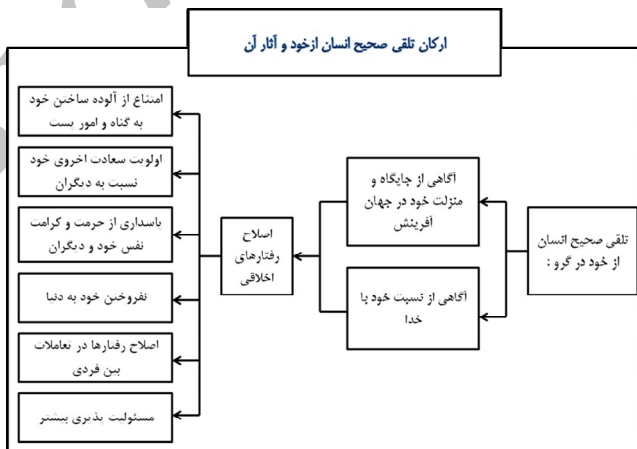 ارکان تلقی صحیح انسان ازخود و آثار آن
تلقی صحیح انسان
از خود در گرو :
آگاهی از جایگاه و
منزلت خود در جهان
آفرینش
آگاهی از نسبت خود با
خدا
اصلاح
رفتارهای
اخلاقی
امتناع از آلوده ساختن خود
به گناه و امور پست
اولویت سعادت اخروی خود
نسبت به دیگران
پاسداری از حرمت و کرامت
نفس خود و دیگران
نفروختن خود به دنیا
اصلاح رفتارها در تعاملات
بین فردی
مسئولیت پذیری بیشتر